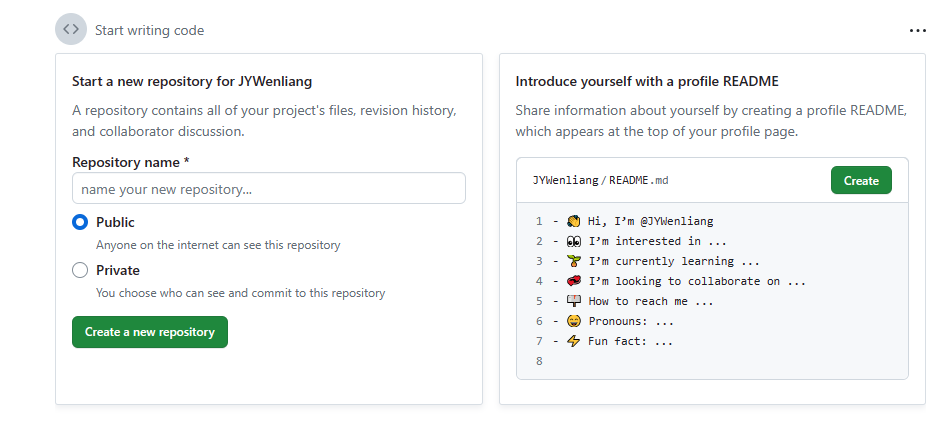 Start writing code
Start a new repository for JYWenliang
A repository contains all of your project's files, revision history,
and collaborator discussion.
Repository name *
name your new repository...
Public
Anyone on the internet can see this repository
Private
You choose who can see and commit to this repository
Create a new repository
Introduce yourself with a profile README
Share information about yourself by creating a profile README,
which appears at the top of your profile page.
JYWenliang/README.md
Create
1 - 👋 Hi, I’m @JYWenliang
2 - 👀 I’m interested in ...
3 - 🌱 I’m currently learning ...
4 - 💞️ I’m looking to collaborate on ...
5 - 📫 How to reach me ...
6 - 😄 Pronouns: ...
7 - ⚡ Fun fact: ...
8